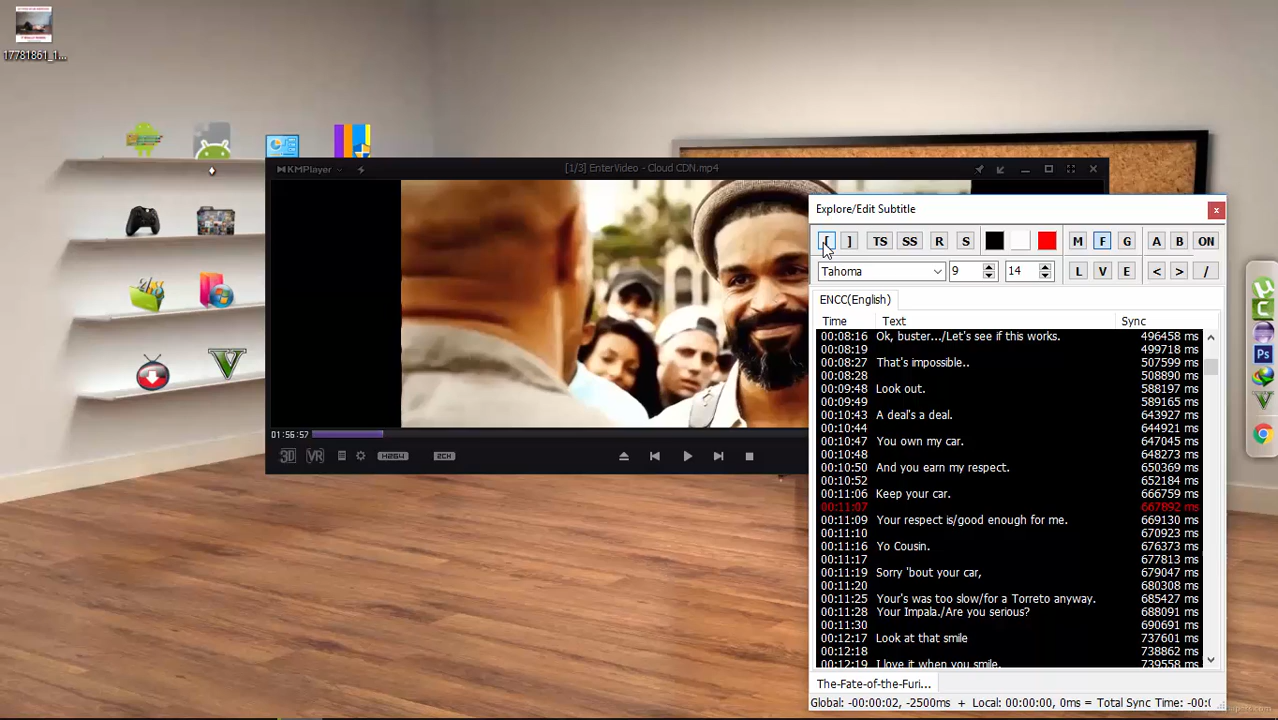 17781861_1...
KMPlayer
[1/3] EnterVideo - Cloud CDN.mp4
Explore/Edit Subtitle
[ ] TS SS R S M F G A B ON
Tahoma 9 14 L V E < > /
ENCC(English)
Time Text Sync
00:08:16 Ok, buster.../Let's see if this works. 496458 ms
00:08:19 499718 ms
00:08:27 That's impossible.. 507599 ms
00:08:28 508890 ms
00:09:48 Look out. 588197 ms
00:09:49 589165 ms
00:10:43 A deal's a deal. 643927 ms
00:10:44 644921 ms
00:10:47 You own my car. 647045 ms
00:10:48 648273 ms
00:10:50 And you earn my respect. 650369 ms
00:10:52 652184 ms
00:11:06 Keep your car. 666759 ms
00:11:07 667892 ms
00:11:09 Your respect is/good enough for me. 669130 ms
00:11:10 670923 ms
00:11:16 Yo Cousin. 676373 ms
00:11:17 677813 ms
00:11:19 Sorry 'bout your car, 679047 ms
00:11:20 680308 ms
00:11:25 Your's was too slow/for a Torreto anyway. 685427 ms
00:11:28 Your Impala./Are you serious? 688091 ms
00:11:30 690691 ms
00:12:17 Look at that smile 737601 ms
00:12:18 738862 ms
00:12:19 I love it when you smile. 739558 ms
01:56:57
3D VR H264 2CH
The-Fate-of-the-Furi...
Global: -00:00:02, -2500ms + Local: 00:00:00, 0ms = Total Sync Time: -00:0
Ps